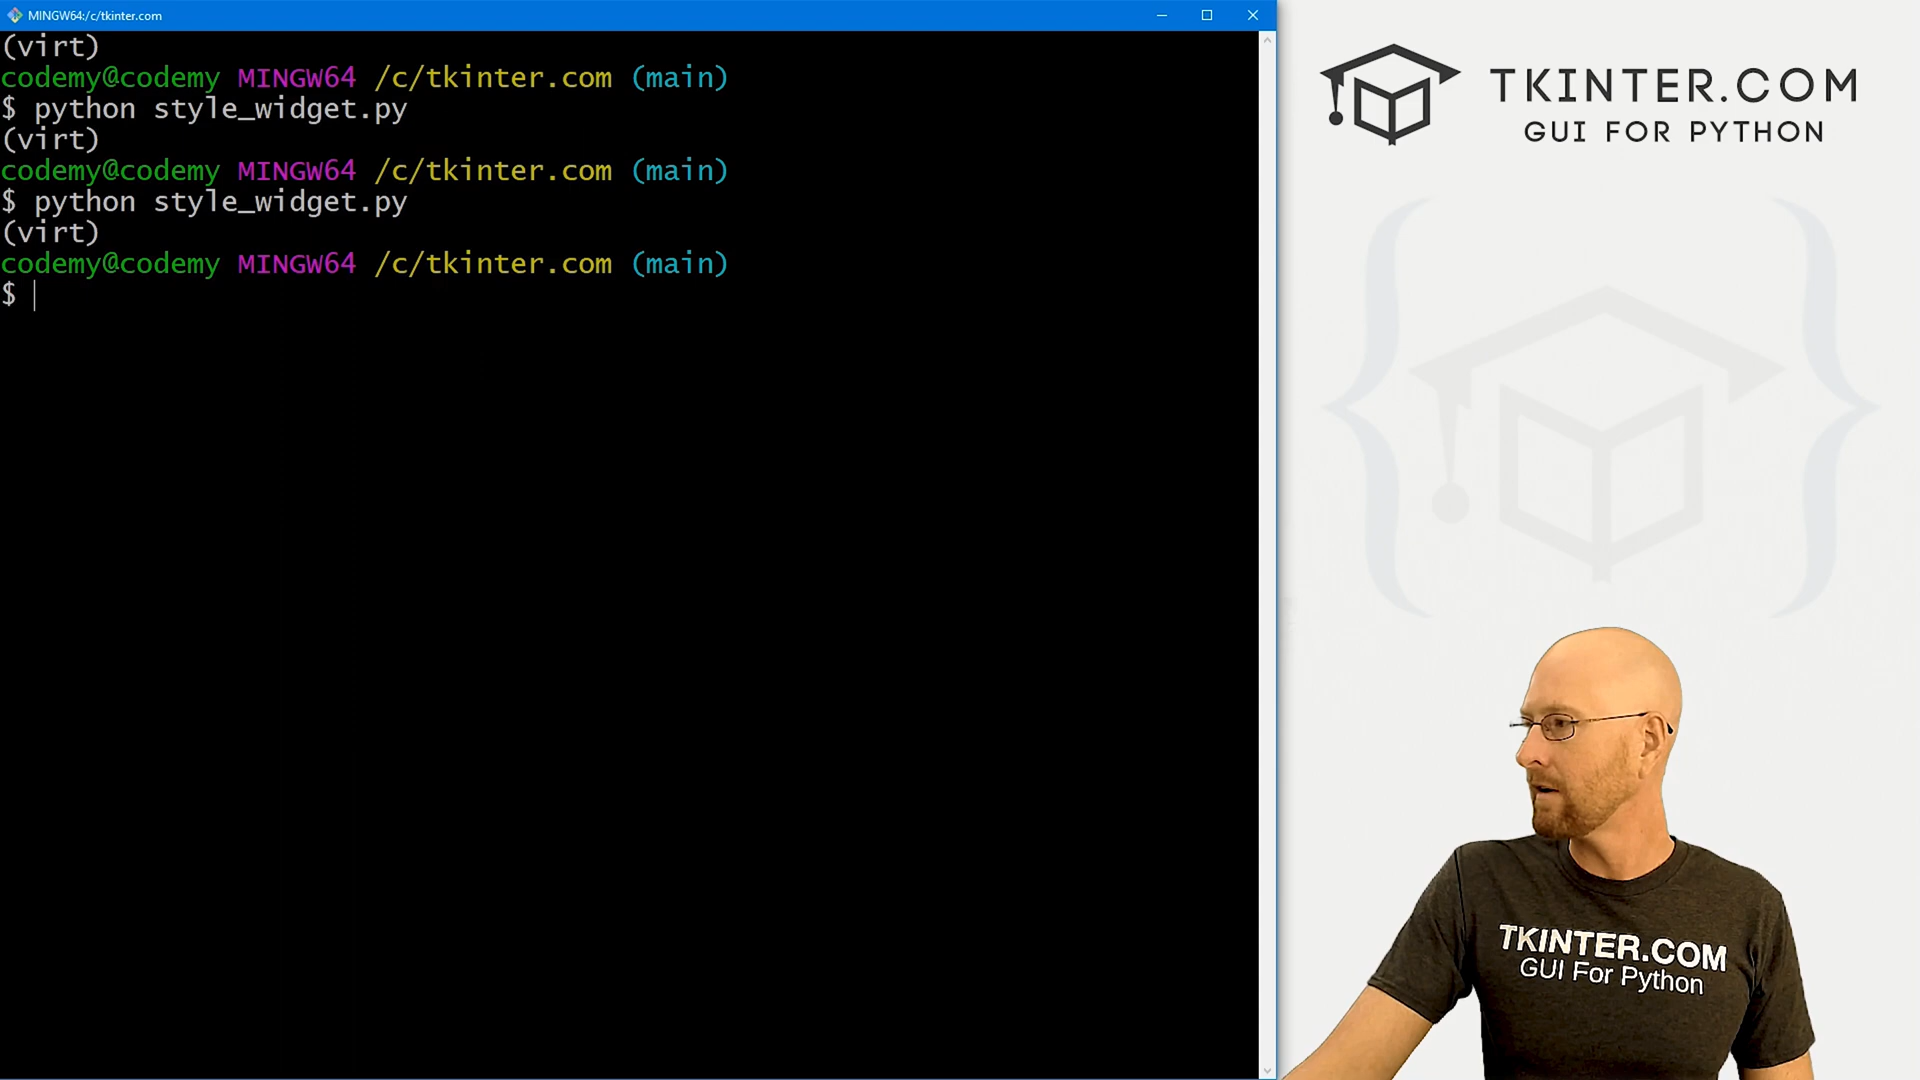 MINGW64:/c/tkinter.com
(virt)
codemy@codemy MINGW64 /c/tkinter.com (main)
$ python style_widget.py
(virt)
codemy@codemy MINGW64 /c/tkinter.com (main)
$ python style_widget.py
(virt)
codemy@codemy MINGW64 /c/tkinter.com (main)
$
TKINTER.COM
GUI FOR PYTHON
TKINTER.COM
GUI For Python